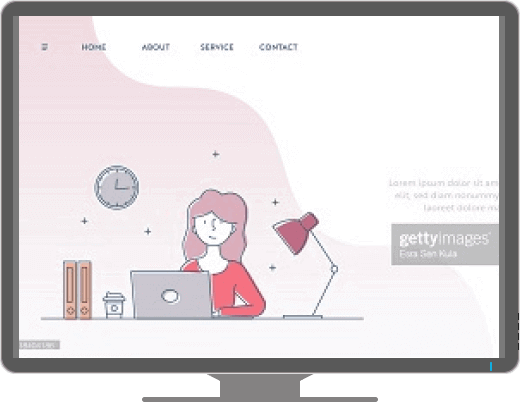 HOME ABOUT SERVICE CONTACT
Lorem ipsum dolor sit am
elit, sed diam nonummy
laoreet dolore ma
gettyimages
Esra Sen Kula